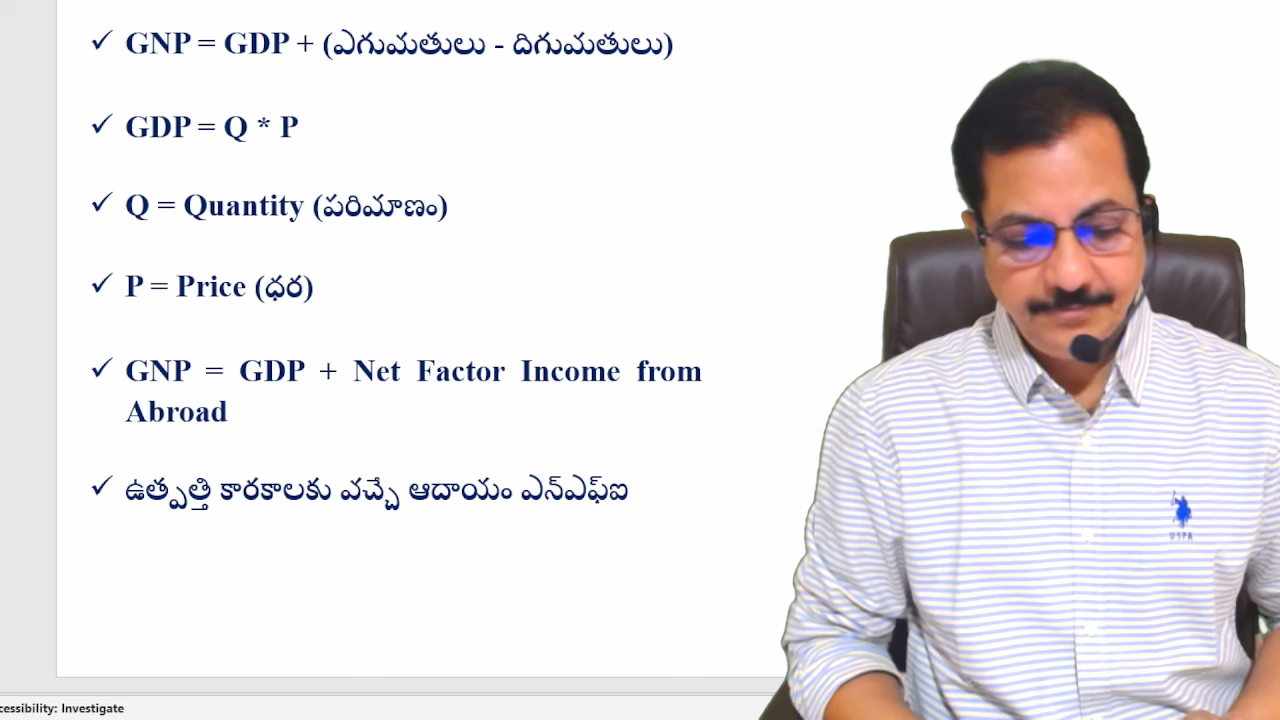 ✓ GNP = GDP + (ఎగుమతులు - దిగుమతులు)
✓ GDP = Q * P
✓ Q = Quantity (పరిమాణం)
✓ P = Price (ధర)
✓ GNP = GDP + Net Factor Income from
Abroad
✓ ఉత్పత్తి కారకాలకు వచ్చే ఆదాయం ఎన్ఎఫ్ఐ
USPA
ccessibility: Investigate